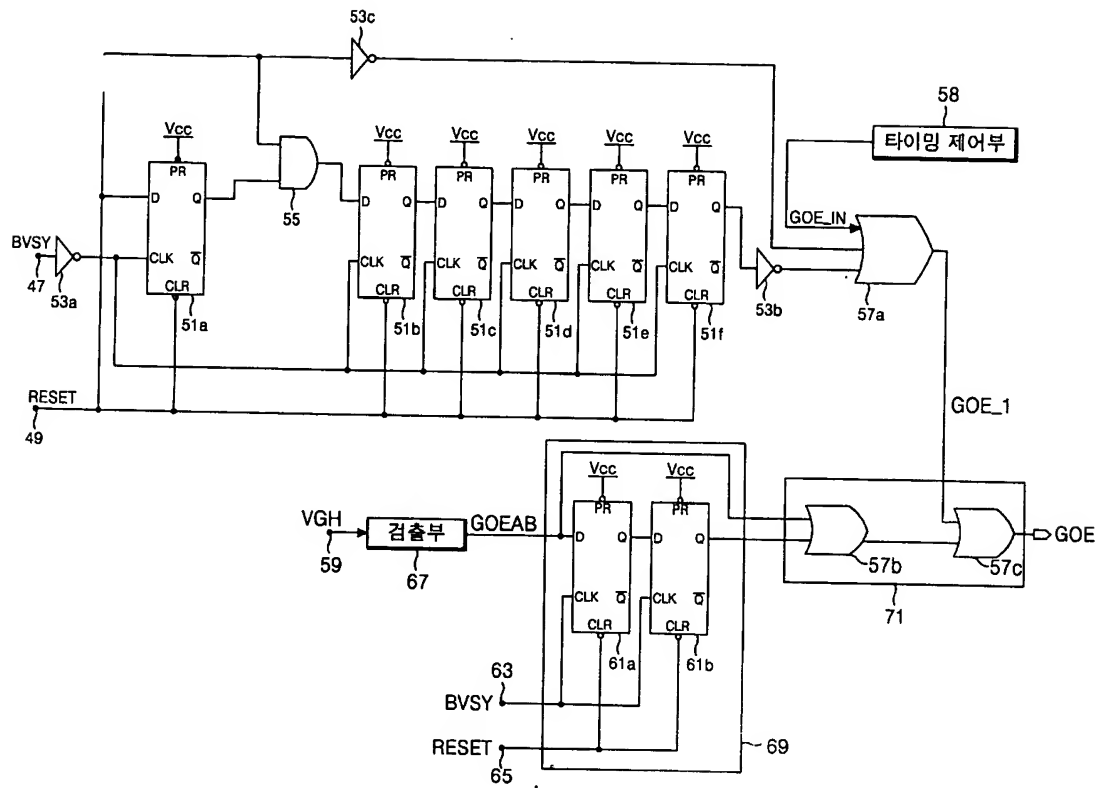 53c
58
타이밍 제어부
Vcc
Vcc
Vcc
Vcc
Vcc
Vcc
PR
D
Q
CLK
Q̅
CLR
51a
55
PR
D
Q
CLK
Q̅
CLR
51b
PR
D
Q
CLK
Q̅
CLR
51c
PR
D
Q
CLK
Q̅
CLR
51d
PR
D
Q
CLK
Q̅
CLR
51e
PR
D
Q
CLK
Q̅
CLR
51f
GOE_IN
BVSY
47
53a
53b
57a
RESET
49
GOE_1
VGH
59
검출부
67
GOEAB
Vcc
Vcc
PR
D
Q
CLK
Q̅
CLR
61a
PR
D
Q
CLK
Q̅
CLR
61b
57b
57c
GOE
71
63
BVSY
RESET
65
69